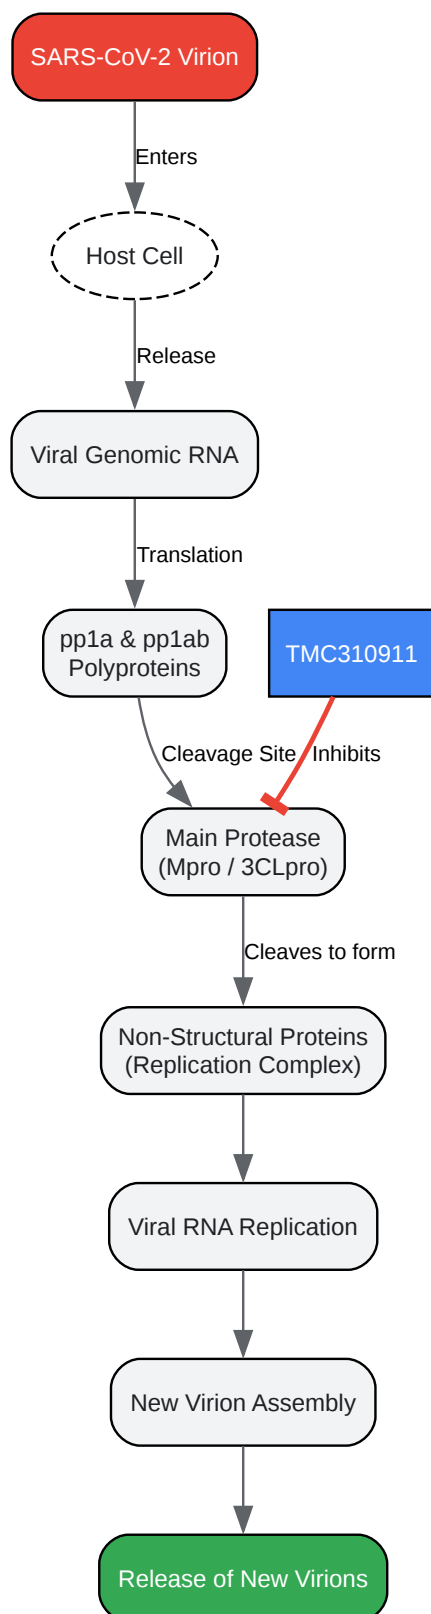 SARS-CoV-2 Virion
Enters
Host Cell
Release
Viral Genomic RNA
Translation
pp1a & pp1ab
Polyproteins
TMC310911
Cleavage Site
Inhibits
Main Protease
(Mpro / 3CLpro)
Cleaves to form
Non-Structural Proteins
(Replication Complex)
Viral RNA Replication
New Virion Assembly
Release of New Virions